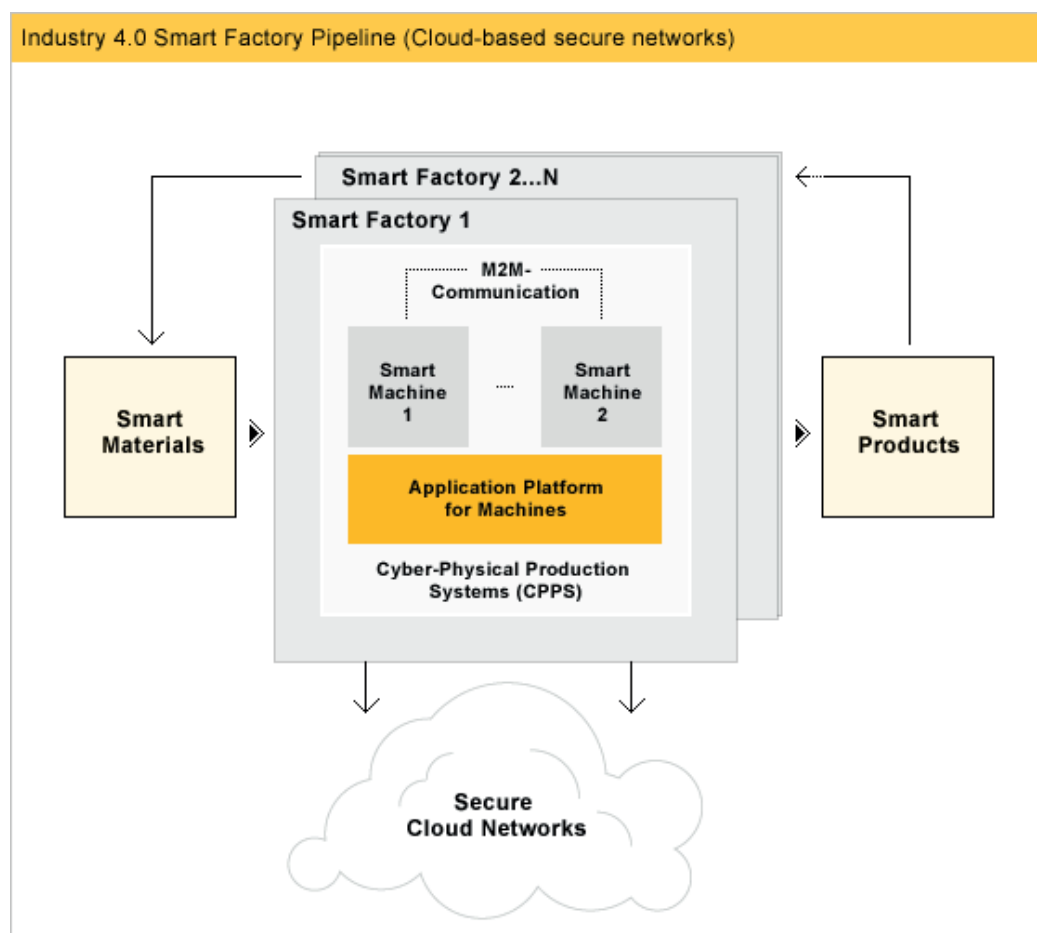 Industry 4.0 Smart Factory Pipeline (Cloud-based secure networks)
Smart Factory 2...N
Smart Factory 1
M2M-
Communication
Smart
Machine
1
.....
Smart
Machine
2
Smart
Materials
Smart
Products
Application Platform
for Machines
Cyber-Physical Production
Systems (CPPS)
Secure
Cloud Networks